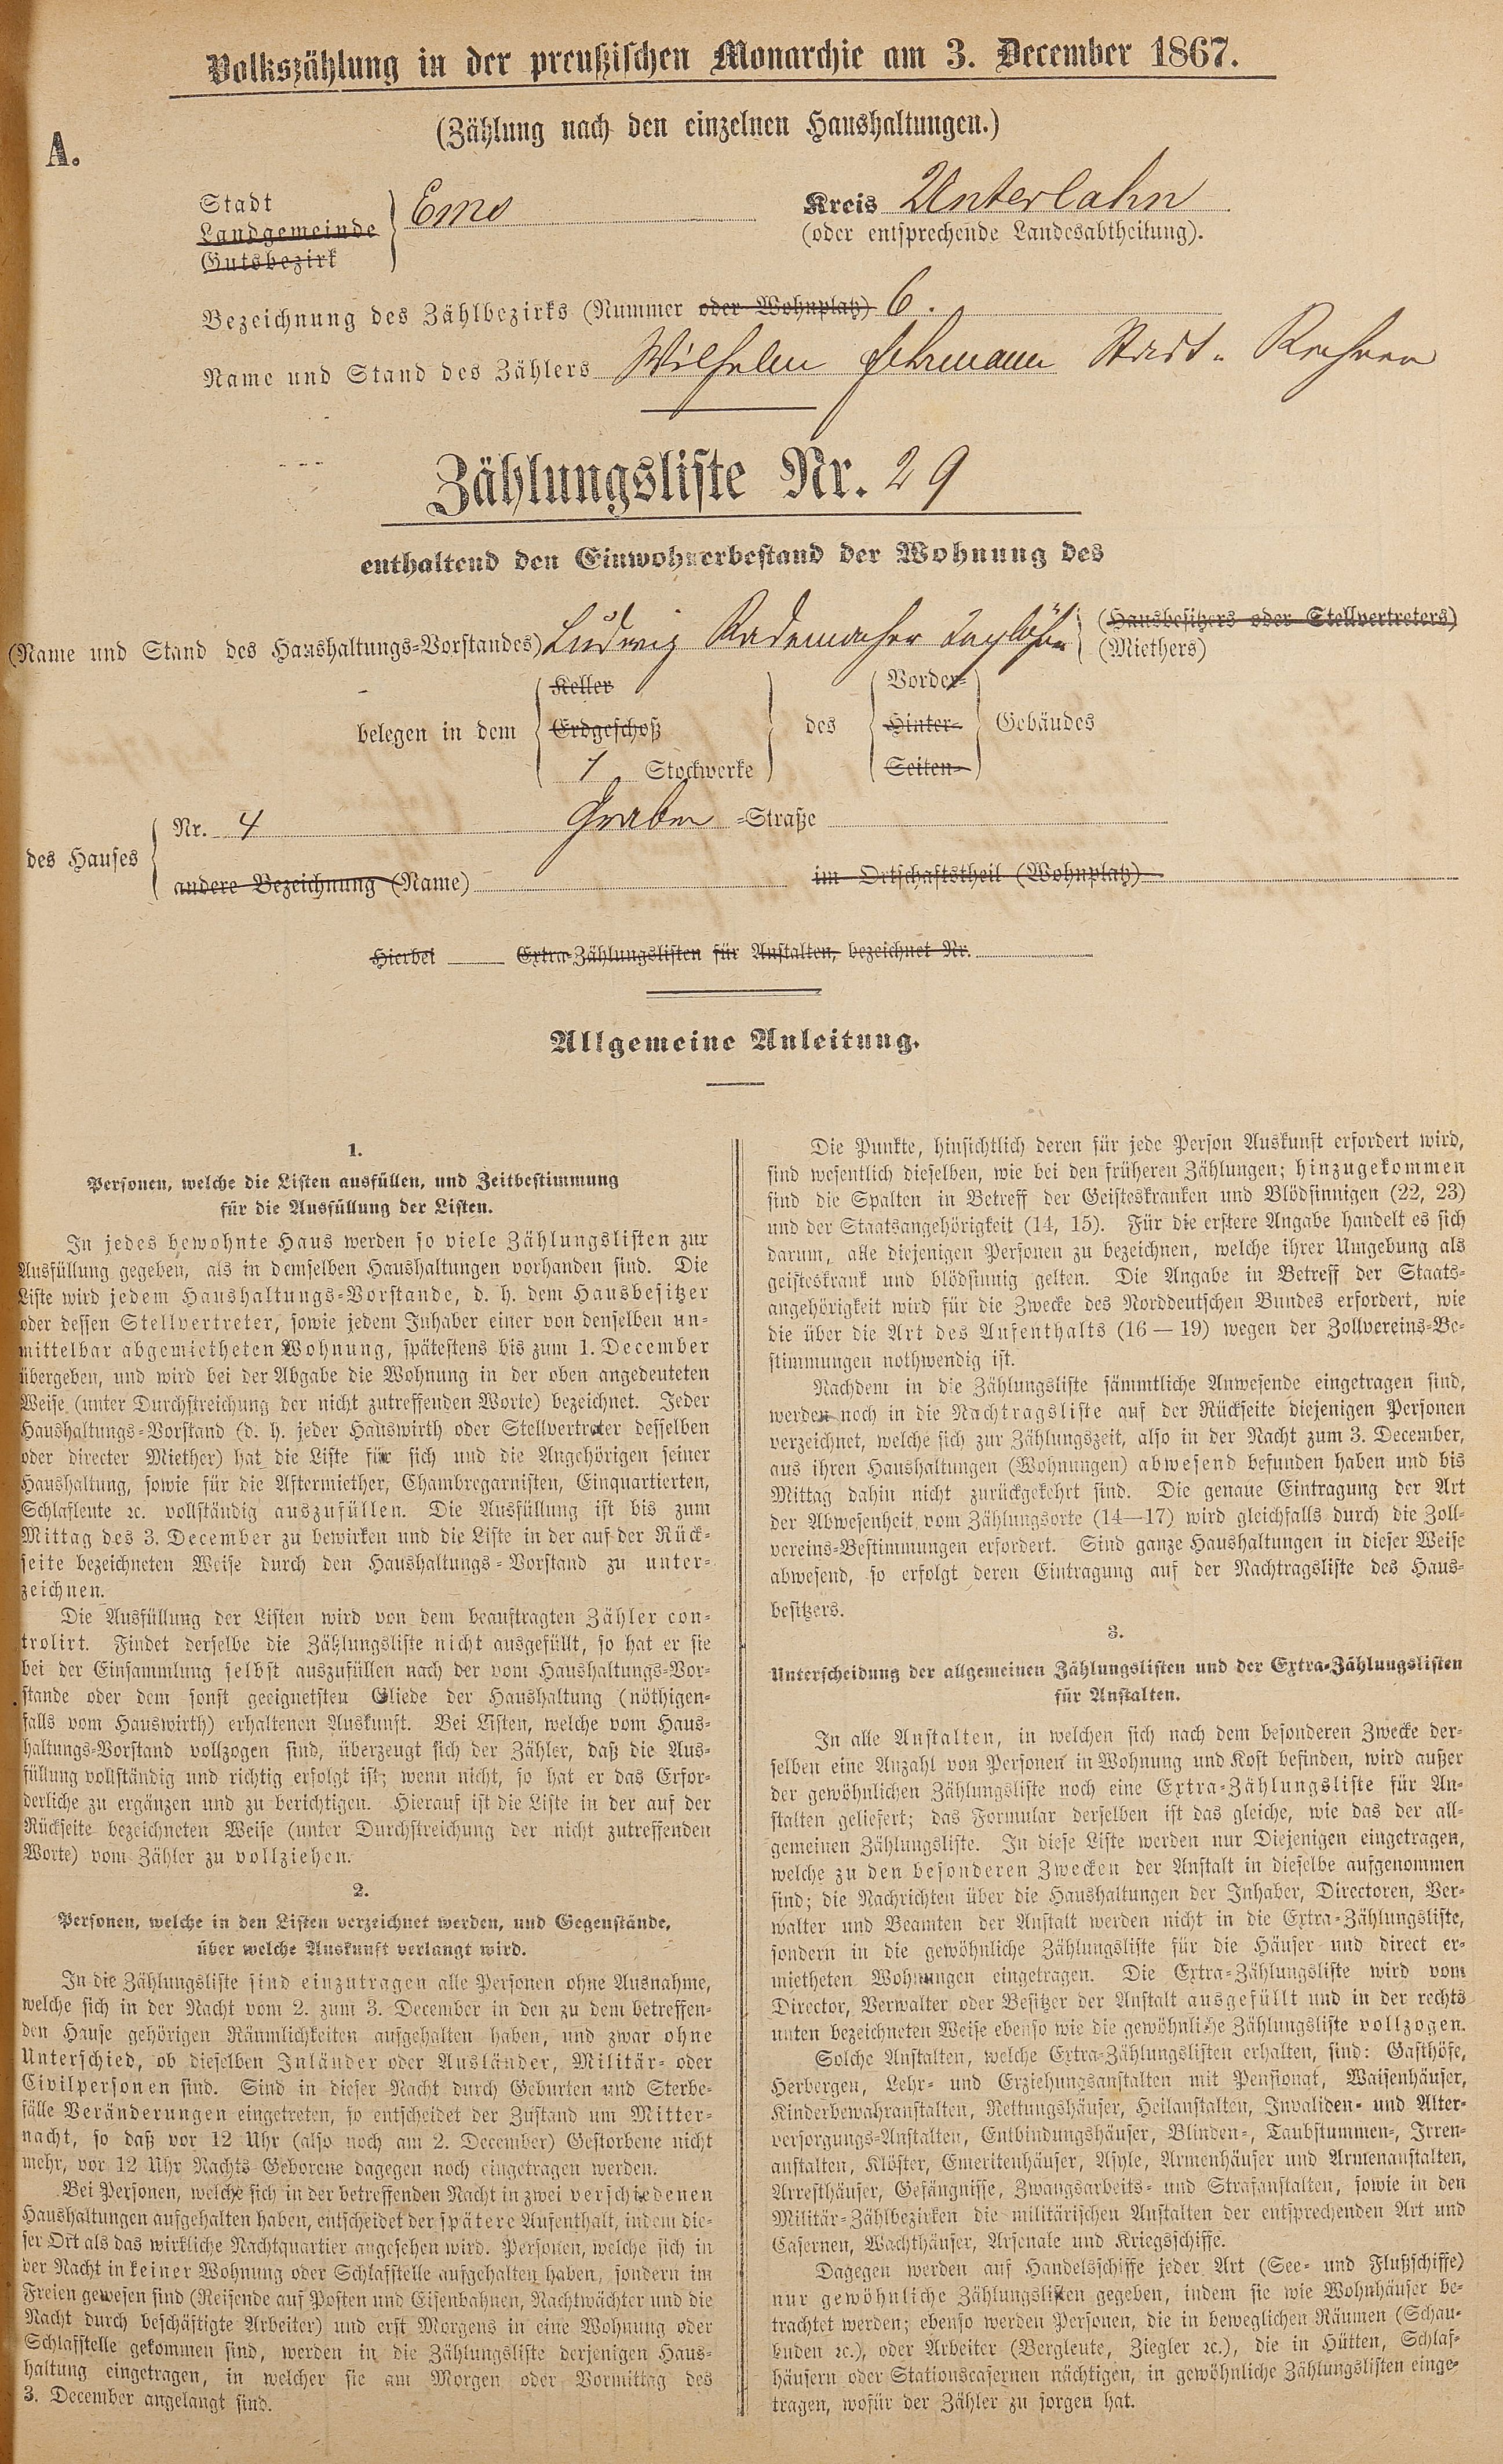 Volkszählung in der preußischen Monarchie am 3. December 1867.
(Zählung nach den einzelnen Haushaltungen.)
A.
Stadt
Landgemeinde
Gutsbezirk
Ems
Kreis Unterlahn
(oder entsprechende Landesabtheilung).
Bezeichnung des Zählbezirks (Nummer oder Wohnplatz) 6.
Name und Stand des Zählers Wilhelm Stadt-
Zählungsliste Nr. 29
enthaltend den Einwohnerbestand der Wohnung des
(Name und Stand des Haushaltungs-Vorstandes) Ludwig Rademacher Taglöhner
(Hausbesitzers oder Stellvertreters)
(Miethers)
belegen in dem
Keller
Erdgeschoß
1 Stockwerke
des
Vorder-
Hinter-
Seiten-
Gebäudes
des Hauses
Nr. 4 Graben -Straße
andere Bezeichnung (Name) im Ortschaftstheil (Wohnplatz)
Hierbei Extra-Zählungslisten für Anstalten, bezeichnet Nr.
Allgemeine Anleitung.
1.
Personen, welche die Listen ausfüllen, und Zeitbestimmung
für die Ausfüllung der Listen.
In jedes bewohnte Haus werden so viele Zählungslisten zur
Ausfüllung gegeben, als in demselben Haushaltungen vorhanden sind. Die
Liste wird jedem Haushaltungs-Vorstande, d. h. dem Hausbesitzer
oder dessen Stellvertreter, sowie jedem Inhaber einer von denselben un-
mittelbar abgemietheten Wohnung, spätestens bis zum 1. December
übergeben, und wird bei der Abgabe die Wohnung in der oben angedeuteten
Weise (unter Durchstreichung der nicht zutreffenden Worte) bezeichnet. Jeder
Haushaltungs-Vorstand (d. h. jeder Hauswirth oder Stellvertreter desselben
oder directer Miether) hat die Liste für sich und die Angehörigen seiner
Haushaltung, sowie für die Aftermiether, Chambregarnisten, Einquartierten,
Schlafleute ꝛc. vollständig auszufüllen. Die Ausfüllung ist bis zum
Mittag des 3. December zu bewirken und die Liste in der auf der Rück-
seite bezeichneten Weise durch den Haushaltungs-Vorstand zu unter-
zeichnen.
Die Ausfüllung der Listen wird von dem beauftragten Zähler con-
trolirt. Findet derselbe die Zählungsliste nicht ausgefüllt, so hat er sie
bei der Einsammlung selbst auszufüllen nach der vom Haushaltungs-Vor-
stande oder dem sonst geeignetsten Gliede der Haushaltung (nöthigen-
falls vom Hauswirth) erhaltenen Auskunft. Bei Listen, welche vom Haus-
haltungs-Vorstand vollzogen sind, überzeugt sich der Zähler, daß die Aus-
füllung vollständig und richtig erfolgt ist; wenn nicht, so hat er das Erfor-
derliche zu ergänzen und zu berichtigen. Hierauf ist die Liste in der auf der
Rückseite bezeichneten Weise (unter Durchstreichung der nicht zutreffenden
Worte) vom Zähler zu vollziehen.
2.
Personen, welche in den Listen verzeichnet werden, und Gegenstände,
über welche Auskunft verlangt wird.
In die Zählungsliste sind einzutragen alle Personen ohne Ausnahme,
welche sich in der Nacht vom 2. zum 3. December in den zu dem betreffen-
den Hause gehörigen Räumlichkeiten aufgehalten haben, und zwar ohne
Unterschied, ob dieselben Inländer oder Ausländer, Militär- oder
Civilpersonen sind. Sind in dieser Nacht durch Geburten und Sterbe-
fälle Veränderungen eingetreten, so entscheidet der Zustand um Mitter-
nacht, so daß vor 12 Uhr (also noch am 2. December) Gestorbene nicht
mehr, vor 12 Uhr Nachts Geborene dagegen noch eingetragen werden.
Bei Personen, welche sich in der betreffenden Nacht in zwei verschiedenen
Haushaltungen aufgehalten haben, entscheidet der spätere Aufenthalt, indem die-
ser Ort als das wirkliche Nachtquartier angesehen wird. Personen, welche sich in
der Nacht in keiner Wohnung oder Schlafstelle aufgehalten haben, sondern im
Freien gewesen sind (Reisende auf Posten und Eisenbahnen, Nachtwächter und die
Nacht durch beschäftigte Arbeiter) und erst Morgens in eine Wohnung oder
Schlafstelle gekommen sind, werden in die Zählungsliste derjenigen Haus-
haltung eingetragen, in welcher sie am Morgen oder Vormittag des
3. December angelangt sind.
Die Punkte, hinsichtlich deren für jede Person Auskunft erfordert wird,
sind wesentlich dieselben, wie bei den früheren Zählungen; hinzugekommen
sind die Spalten in Betreff der Geisteskranken und Blödsinnigen (22, 23)
und der Staatsangehörigkeit (14, 15). Für die erstere Angabe handelt es sich
darum, alle diejenigen Personen zu bezeichnen, welche ihrer Umgebung als
geisteskrank und blödsinnig gelten. Die Angabe in Betreff der Staats-
angehörigkeit wird für die Zwecke des Norddeutschen Bundes erfordert, wie
die über die Art des Aufenthalts (16—19) wegen der Zollvereins-Be-
stimmungen nothwendig ist.
Nachdem in die Zählungsliste sämmtliche Anwesende eingetragen sind,
werden noch in die Nachtragsliste auf der Rückseite diejenigen Personen
verzeichnet, welche sich zur Zählungszeit, also in der Nacht zum 3. December,
aus ihren Haushaltungen (Wohnungen) abwesend befunden haben und bis
Mittag dahin nicht zurückgekehrt sind. Die genaue Eintragung der Art
der Abwesenheit vom Zählungsorte (14—17) wird gleichfalls durch die Zoll-
vereins-Bestimmungen erfordert. Sind ganze Haushaltungen in dieser Weise
abwesend, so erfolgt deren Eintragung auf der Nachtragsliste des Haus-
besitzers.
3.
Unterscheidung der allgemeinen Zählungslisten und der Extra-Zählungslisten
für Anstalten.
In alle Anstalten, in welchen sich nach dem besonderen Zwecke der-
selben eine Anzahl von Personen in Wohnung und Kost befinden, wird außer
der gewöhnlichen Zählungsliste noch eine Extra-Zählungsliste für An-
stalten geliefert; das Formular derselben ist das gleiche, wie das der all-
gemeinen Zählungsliste. In diese Liste werden nur Diejenigen eingetragen,
welche zu den besonderen Zwecken der Anstalt in dieselbe aufgenommen
sind; die Nachrichten über die Haushaltungen der Inhaber, Directoren, Ver-
walter und Beamten der Anstalt werden nicht in die Extra-Zählungsliste,
sondern in die gewöhnliche Zählungsliste für die Häuser und direct er-
mietheten Wohnungen eingetragen. Die Extra-Zählungsliste wird vom
Director, Verwalter oder Besitzer der Anstalt ausgefüllt und in der rechts
unten bezeichneten Weise ebenso wie die gewöhnliche Zählungsliste vollzogen.
Solche Anstalten, welche Extra-Zählungslisten erhalten, sind: Gasthöfe,
Herbergen, Lehr- und Erziehungsanstalten mit Pensionat, Waisenhäuser,
Kinderbewahranstalten, Rettungshäuser, Heilanstalten, Invaliden- und Alter-
versorgungs-Anstalten, Entbindungshäuser, Blinden-, Taubstummen-, Irren-
anstalten, Klöster, Emeritenhäuser, Asyle, Armenhäuser und Armenanstalten,
Arresthäuser, Gefängnisse, Zwangsarbeits- und Strafanstalten, sowie in den
Militär-Zählbezirken die militärischen Anstalten der entsprechenden Art und
Casernen, Wachthäuser, Arsenale und Kriegsschiffe.
Dagegen werden auf Handelsschiffe jeder Art (See- und Flußschiffe)
nur gewöhnliche Zählungslisten gegeben, indem sie wie Wohnhäuser be-
trachtet werden; ebenso werden Personen, die in beweglichen Räumen (Schau-
buden ꝛc.), oder Arbeiter (Bergleute, Ziegler ꝛc.), die in Hütten, Schlaf-
häusern oder Stationscasernen nächtigen, in gewöhnliche Zählungslisten einge-
tragen, wofür der Zähler zu sorgen hat.